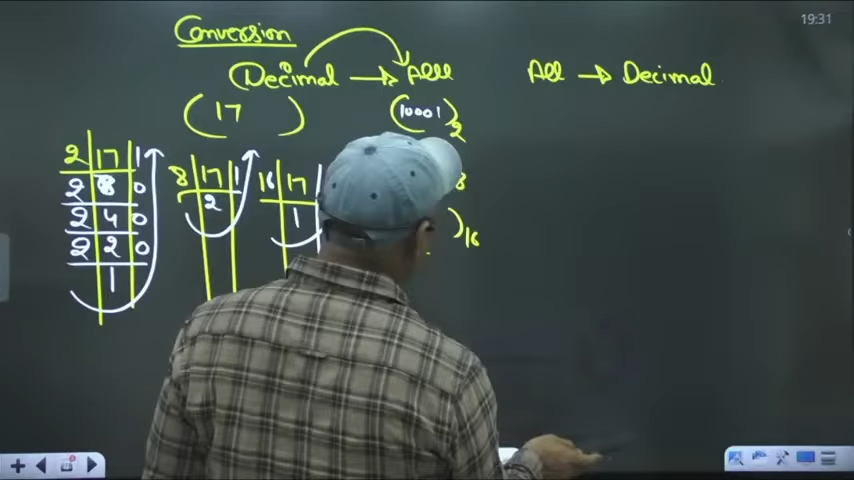 19:31
Conversion
Decimal → Alll
All → Decimal
(17 )
(10001)2
2 17 1
2 8 0
2 4 0
2 2 0
1
8 17 1
2
16 17
1
8
)16